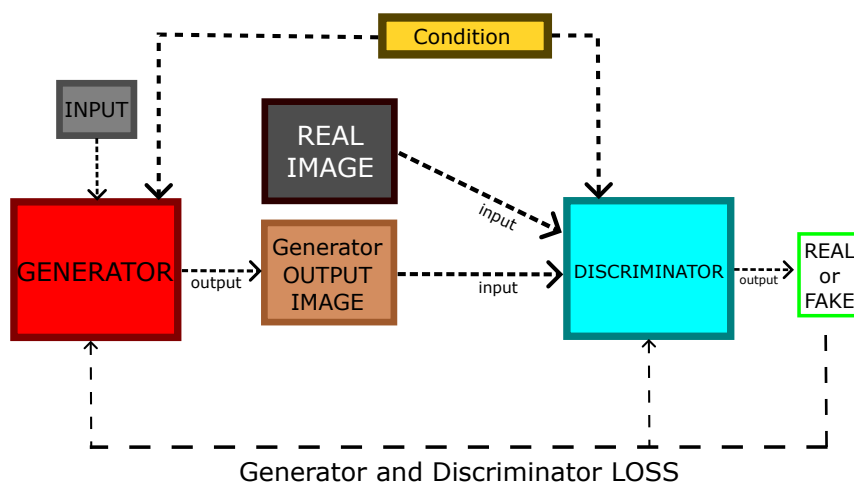 Condition
INPUT
REAL
IMAGE
input
GENERATOR
output
Generator
OUTPUT
IMAGE
input
DISCRIMINATOR
output
REAL
or
FAKE
Generator and Discriminator LOSS